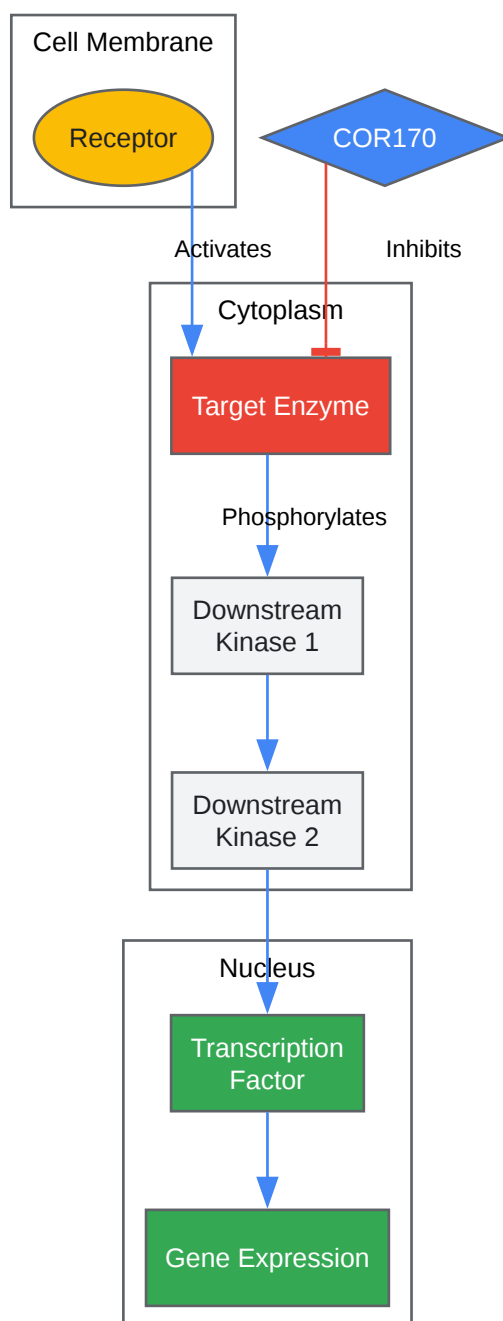 Cell Membrane
Receptor
COR170
Activates
Inhibits
Cytoplasm
Target Enzyme
Phosphorylates
Downstream
Kinase 1
Downstream
Kinase 2
Nucleus
Transcription
Factor
Gene Expression